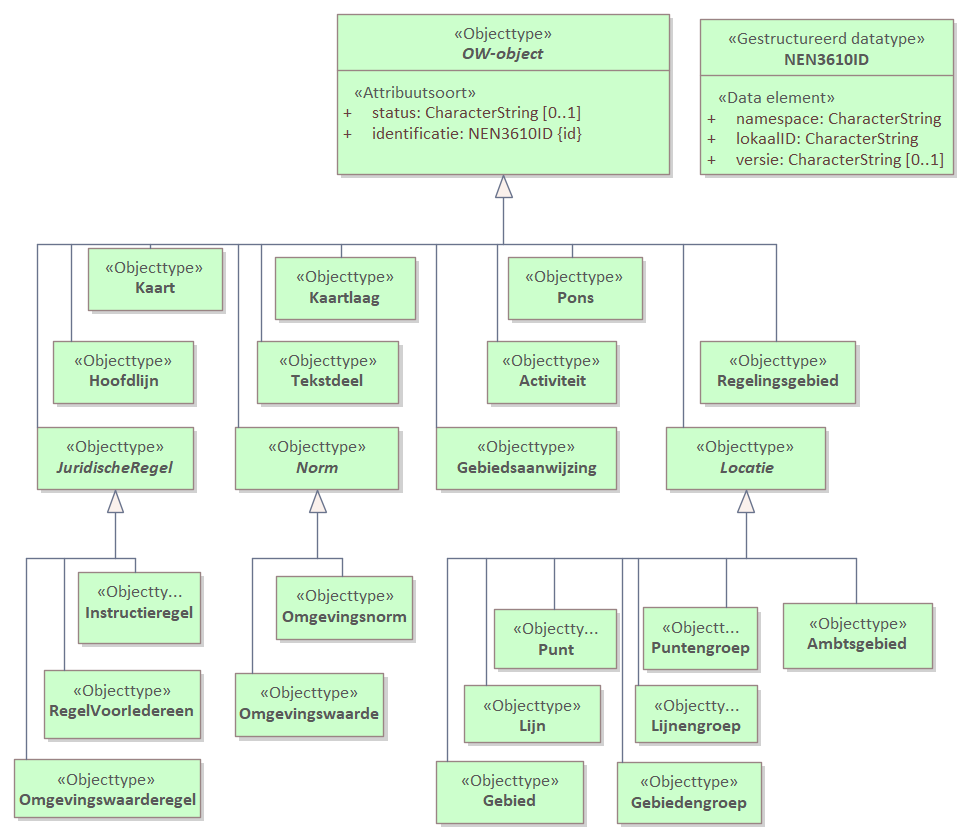 «Objecttype»
OW-object
«Attribuutsoort»
+ status: CharacterString [0..1]
+ identificatie: NEN3610ID {id}
«Gestructureerd datatype»
NEN3610ID
«Data element»
+ namespace: CharacterString
+ lokaalID: CharacterString
+ versie: CharacterString [0..1]
«Objecttype»
Kaart
«Objecttype»
Kaartlaag
«Objecttype»
Pons
«Objecttype»
Hoofdlijn
«Objecttype»
Tekstdeel
«Objecttype»
Activiteit
«Objecttype»
Regelingsgebied
«Objecttype»
JuridischeRegel
«Objecttype»
Norm
«Objecttype»
Gebiedsaanwijzing
«Objecttype»
Locatie
«Objectty...
Instructieregel
«Objecttype»
Omgevingsnorm
«Objectty...
Punt
«Objectt...
Puntengroep
«Objecttype»
Ambtsgebied
«Objecttype»
RegelVoorIedereen
«Objecttype»
Omgevingswaarde
«Objecttype»
Lijn
«Objectty...
Lijnengroep
«Objecttype»
Omgevingswaarderegel
«Objecttype»
Gebied
«Objecttype»
Gebiedengroep